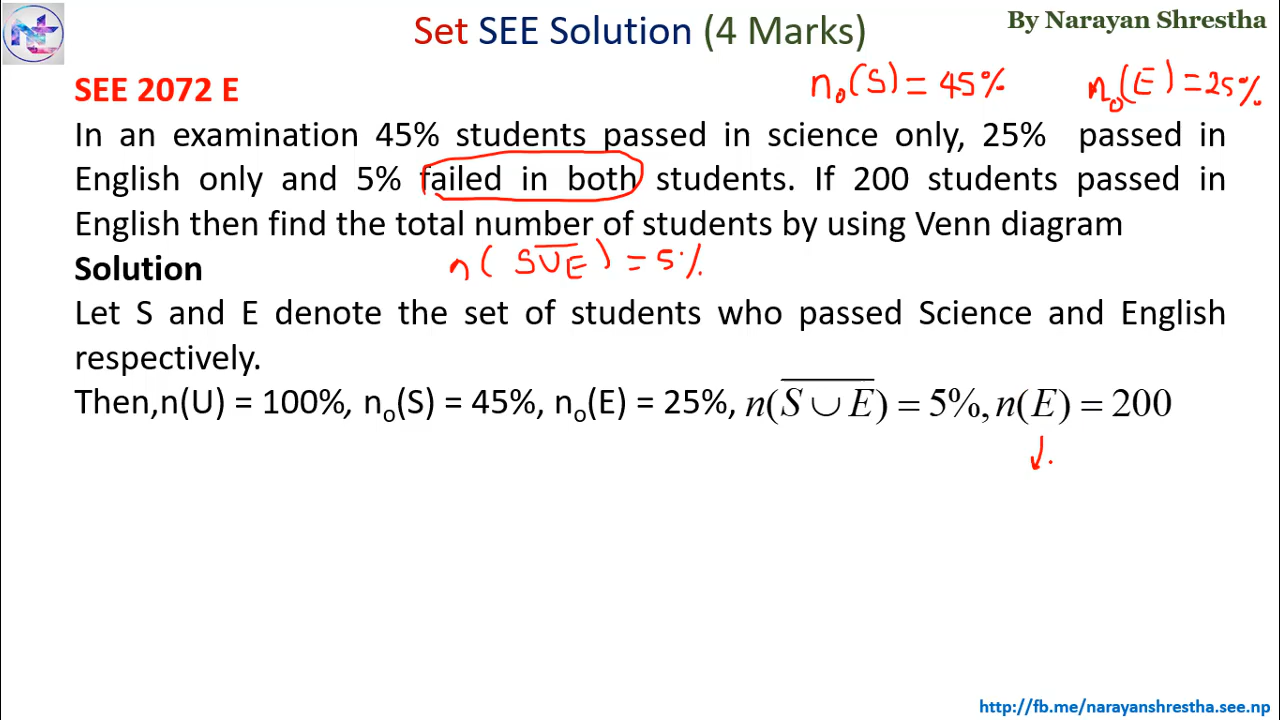 Set SEE Solution (4 Marks)
By Narayan Shrestha
SEE 2072 E
n₀(S) = 45% n₀(E) = 25%
In an examination 45% students passed in science only, 25% passed in
English only and 5% failed in both students. If 200 students passed in
English then find the total number of students by using Venn diagram
Solution
n( S̅∪̅E̅ ) = 5%
Let S and E denote the set of students who passed Science and English
respectively.
Then,n(U) = 100%, nₒ(S) = 45%, nₒ(E) = 25%, n(S̅ ∪̅ E̅) = 5%, n(E) = 200
http://fb.me/narayanshrestha.see.np